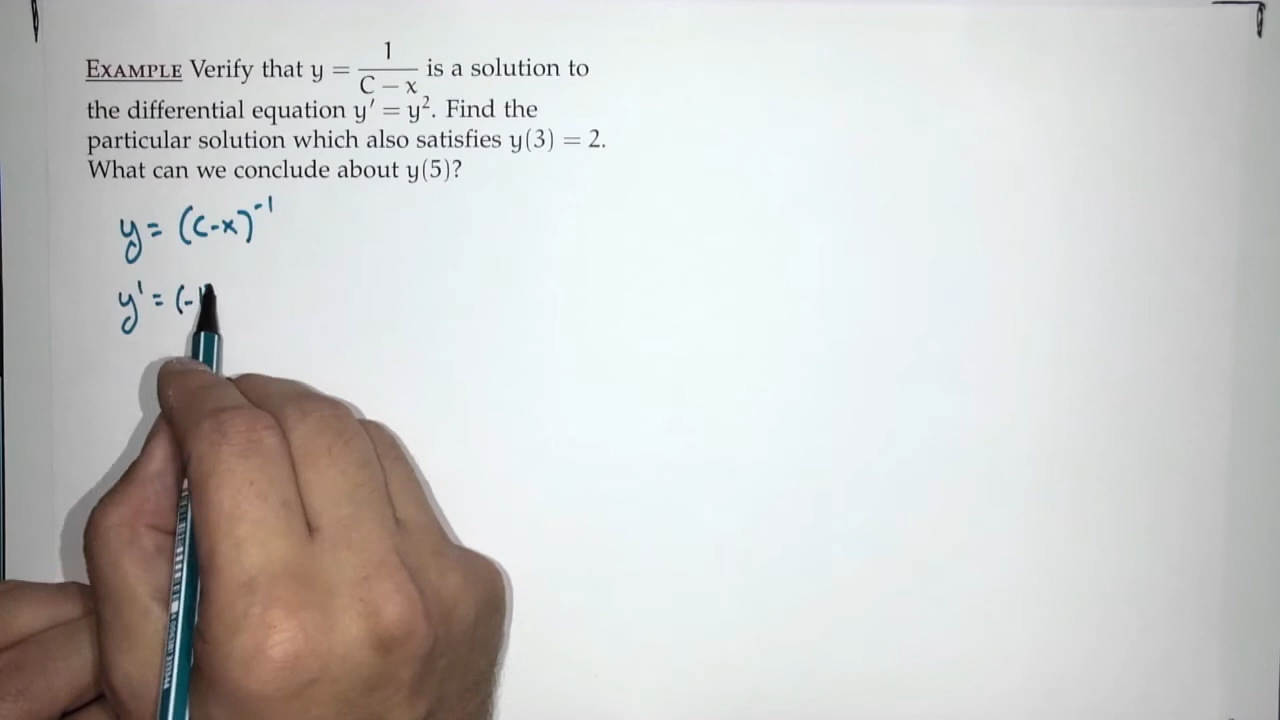 EXAMPLE Verify that y = 1/(C − x) is a solution to
the differential equation y′ = y². Find the
particular solution which also satisfies y(3) = 2.
What can we conclude about y(5)?
y = (c-x)⁻¹
y' = (-1